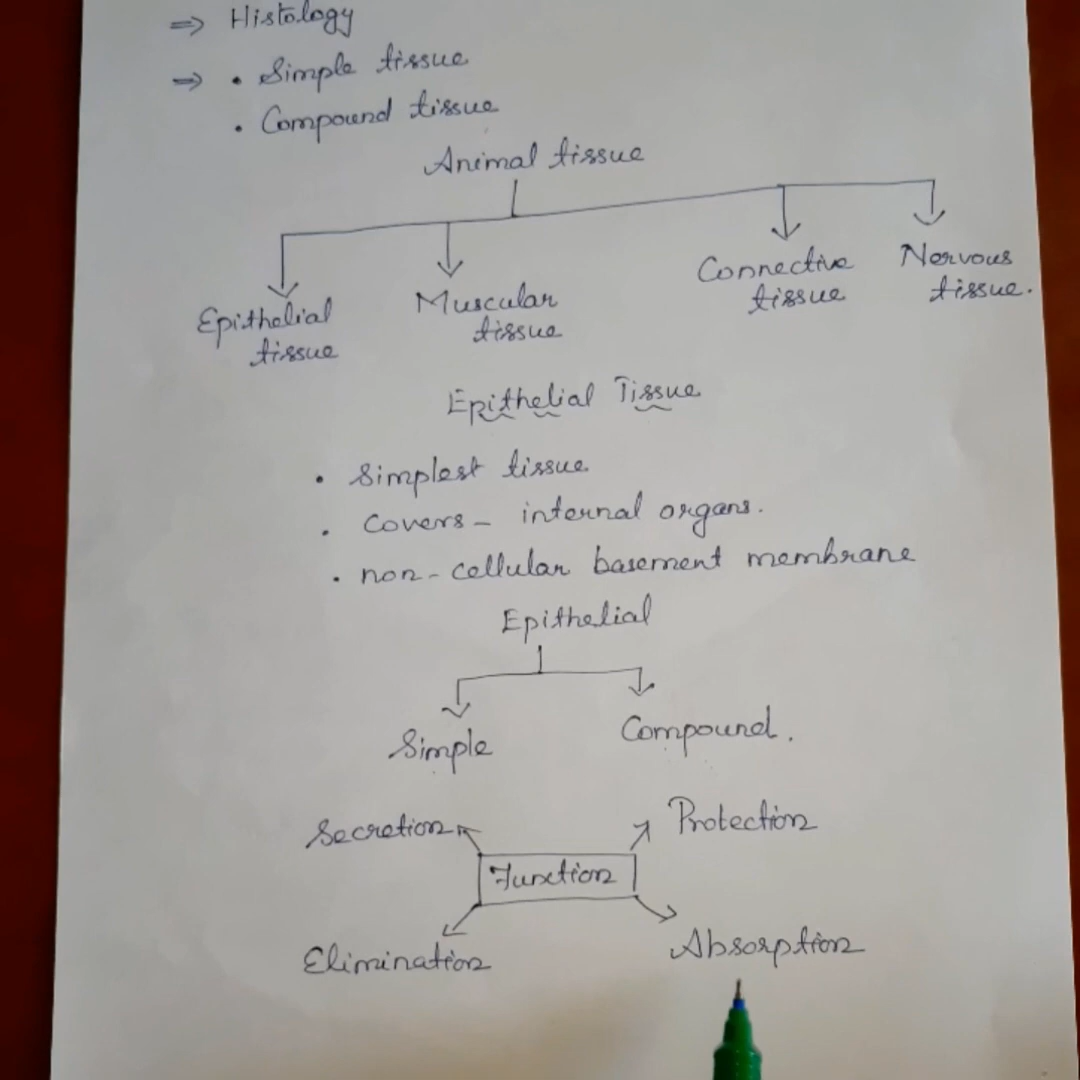 ⇒ Histology
⇒ • Simple tissue
• Compound tissue
Animal tissue
Epithelial tissue
Muscular tissue
Connective tissue
Nervous tissue.
Epithelial Tissue
• Simplest tissue
• Covers - internal organs.
• non-cellular basement membrane
Epithelial
Simple
Compound.
Secretion
Protection
Function
Elimination
Absorption